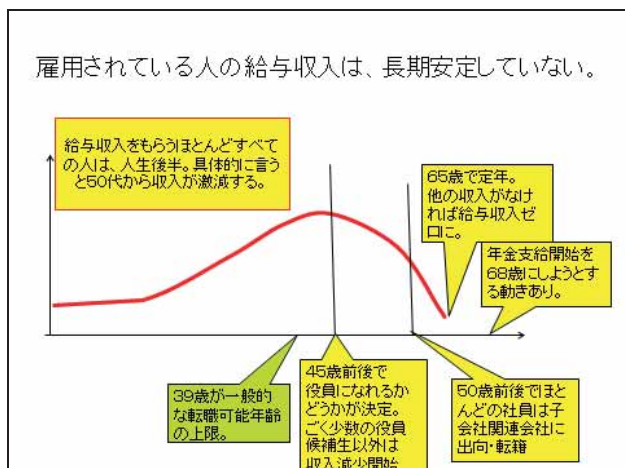 雇用されている人の給与収入は、長期安定していない。
給与収入をもらうほとんどすべて
の人は、人生後半。具体的に言う
と50代から収入が激減する。
65歳で定年。
他の収入がなけ
れば給与収入ゼ
ロに。
年金支給開始を
68歳にしようとす
る動きあり。
39歳が一般的
な転職可能年齢
の上限。
45歳前後で
役員になれるか
どうかが決定。
ごく少数の役員
候補生以外は
収入減少開始
50歳前後でほと
んどの社員は子
会社関連会社に
出向・転籍